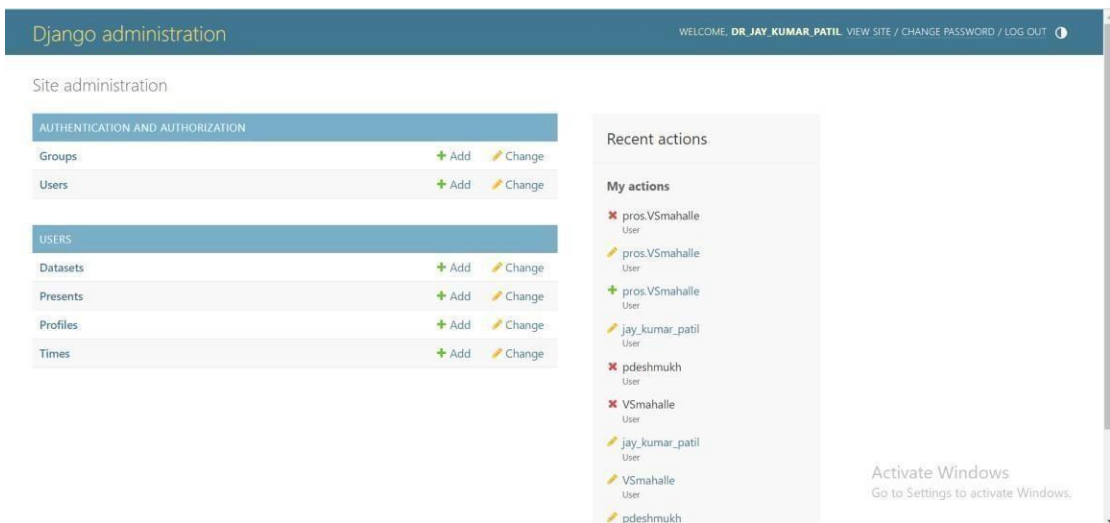 Django administration
WELCOME, DR_JAY_KUMAR_PATIL. VIEW SITE / CHANGE PASSWORD / LOG OUT
Site administration
AUTHENTICATION AND AUTHORIZATION
Groups + Add Change
Users + Add Change
USERS
Datasets + Add Change
Presents + Add Change
Profiles + Add Change
Times + Add Change
Recent actions
My actions
pros.VSmahalle
User
pros.VSmahalle
User
pros.VSmahalle
User
jay_kumar_patil
User
pdeshmukh
User
VSmahalle
User
jay_kumar_patil
User
VSmahalle
User
pdeshmukh
Activate Windows
Go to Settings to activate Windows.